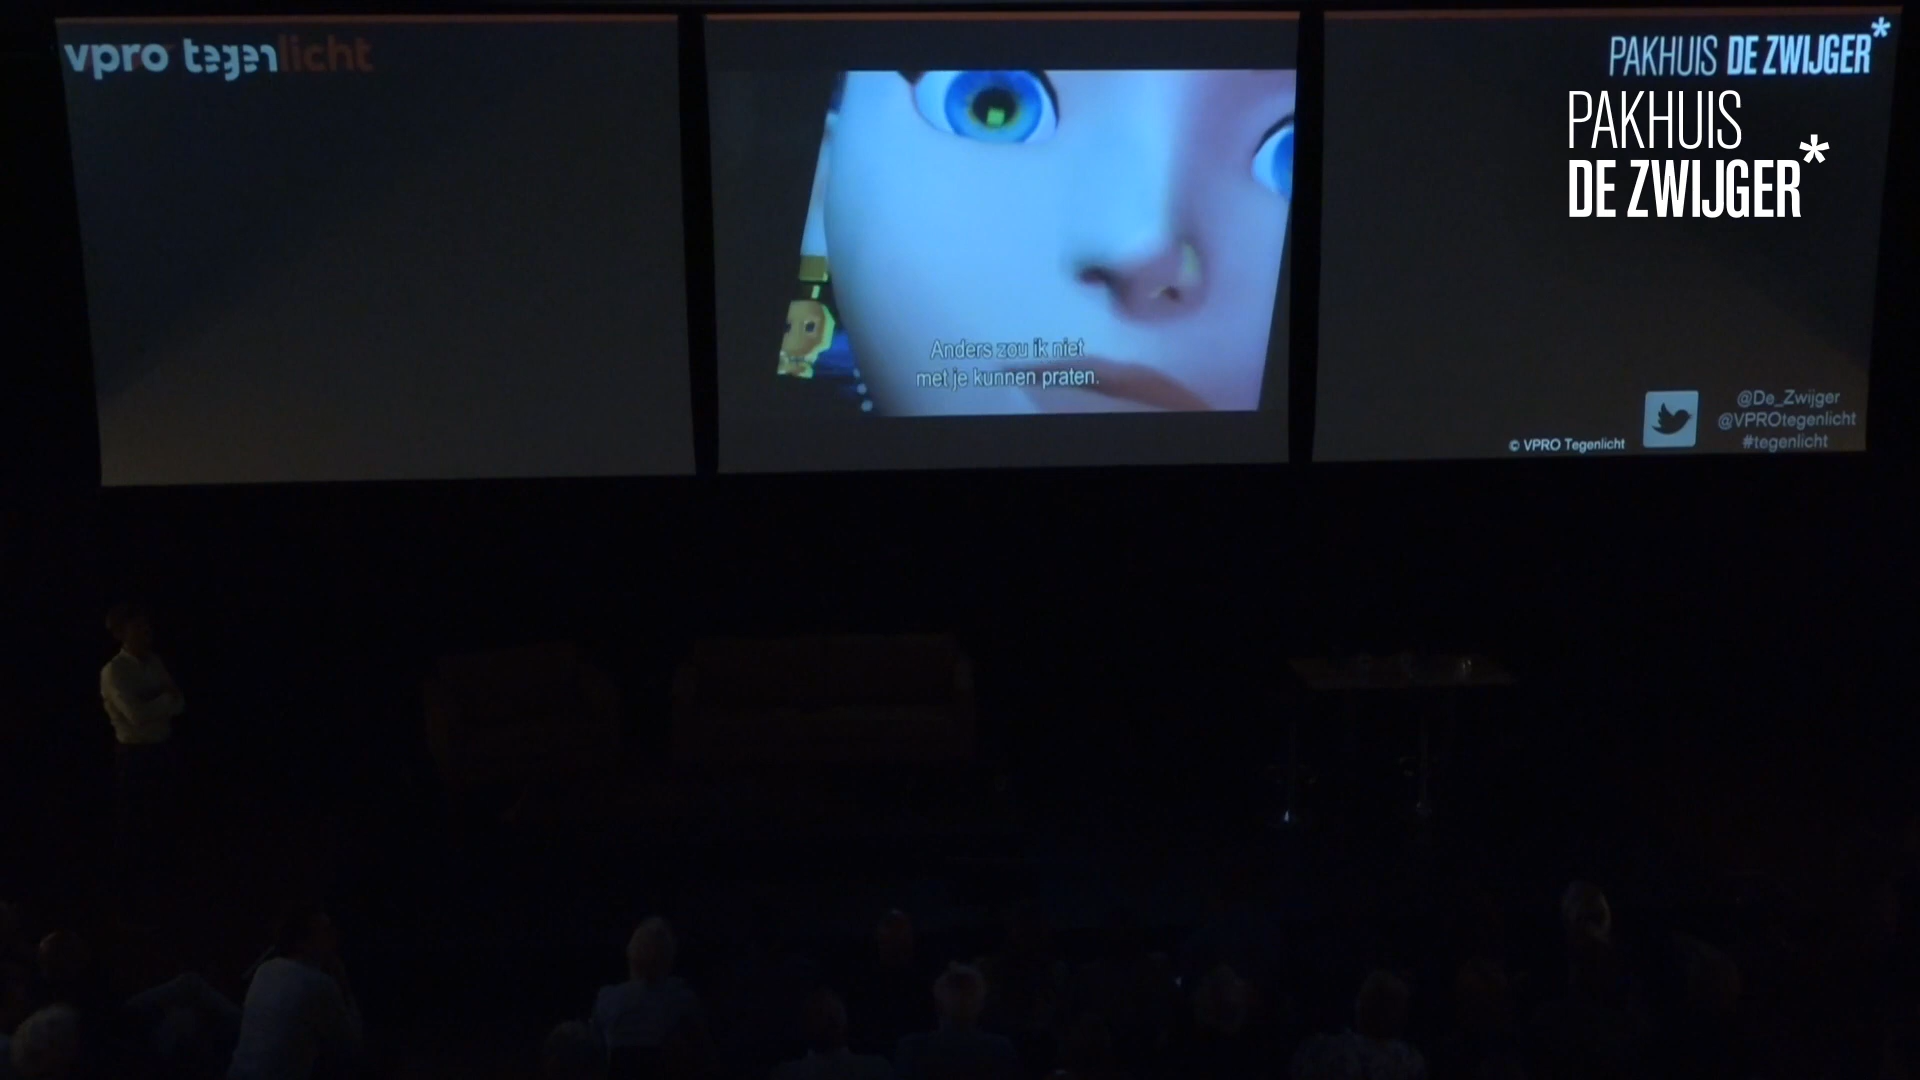 vpro tegenlicht
PAKHUIS DE ZWIJGER*
PAKHUIS
DE ZWIJGER*
Anders zou ik niet
met je kunnen praten.
@De_Zwijger
@VPROtegenlicht
#tegenlicht
© VPRO Tegenlicht